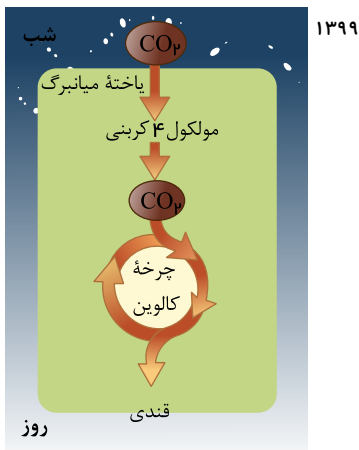 ۱۳۹۹
شب
CO۲
یاختهٔ میانبرگ
مولکول ۴ کربنی
CO۲
چرخهٔ
کالوین
قندی
روز